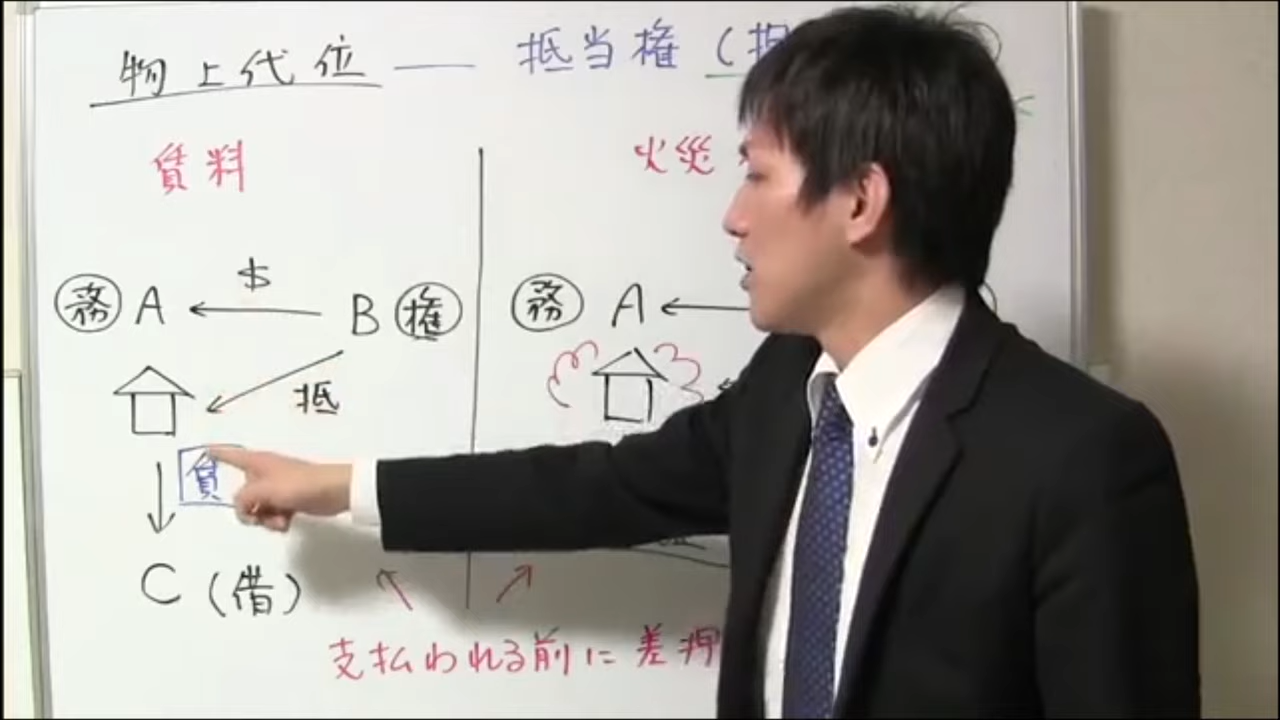 物上代位 — 抵当権(担
賃料
火災
務 A ← $ B 権
務 A ←
抵
賃
C (借)
支払われる前に差押